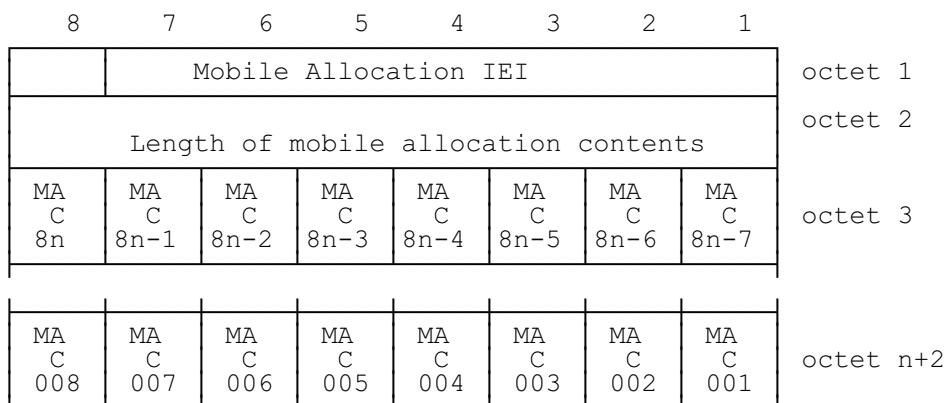 8 7 6 5 4 3 2 1
Mobile Allocation IEI octet 1
octet 2
Length of mobile allocation contents
MA MA MA MA MA MA MA MA
C C C C C C C C octet 3
8n 8n-1 8n-2 8n-3 8n-4 8n-5 8n-6 8n-7
MA MA MA MA MA MA MA MA
C C C C C C C C octet n+2
008 007 006 005 004 003 002 001